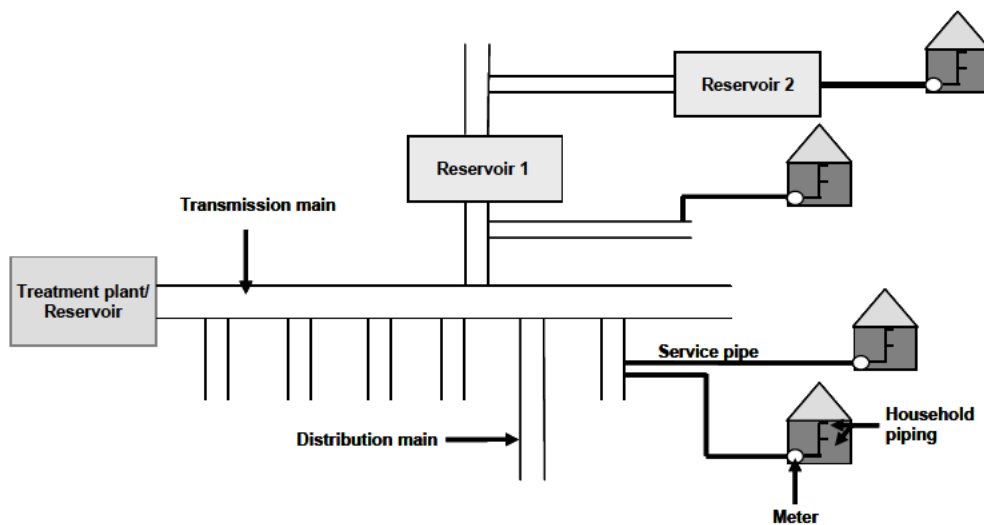 Reservoir 2
Reservoir 1
Transmission main
Treatment plant/
Reservoir
Service pipe
Distribution main
Household
piping
Meter